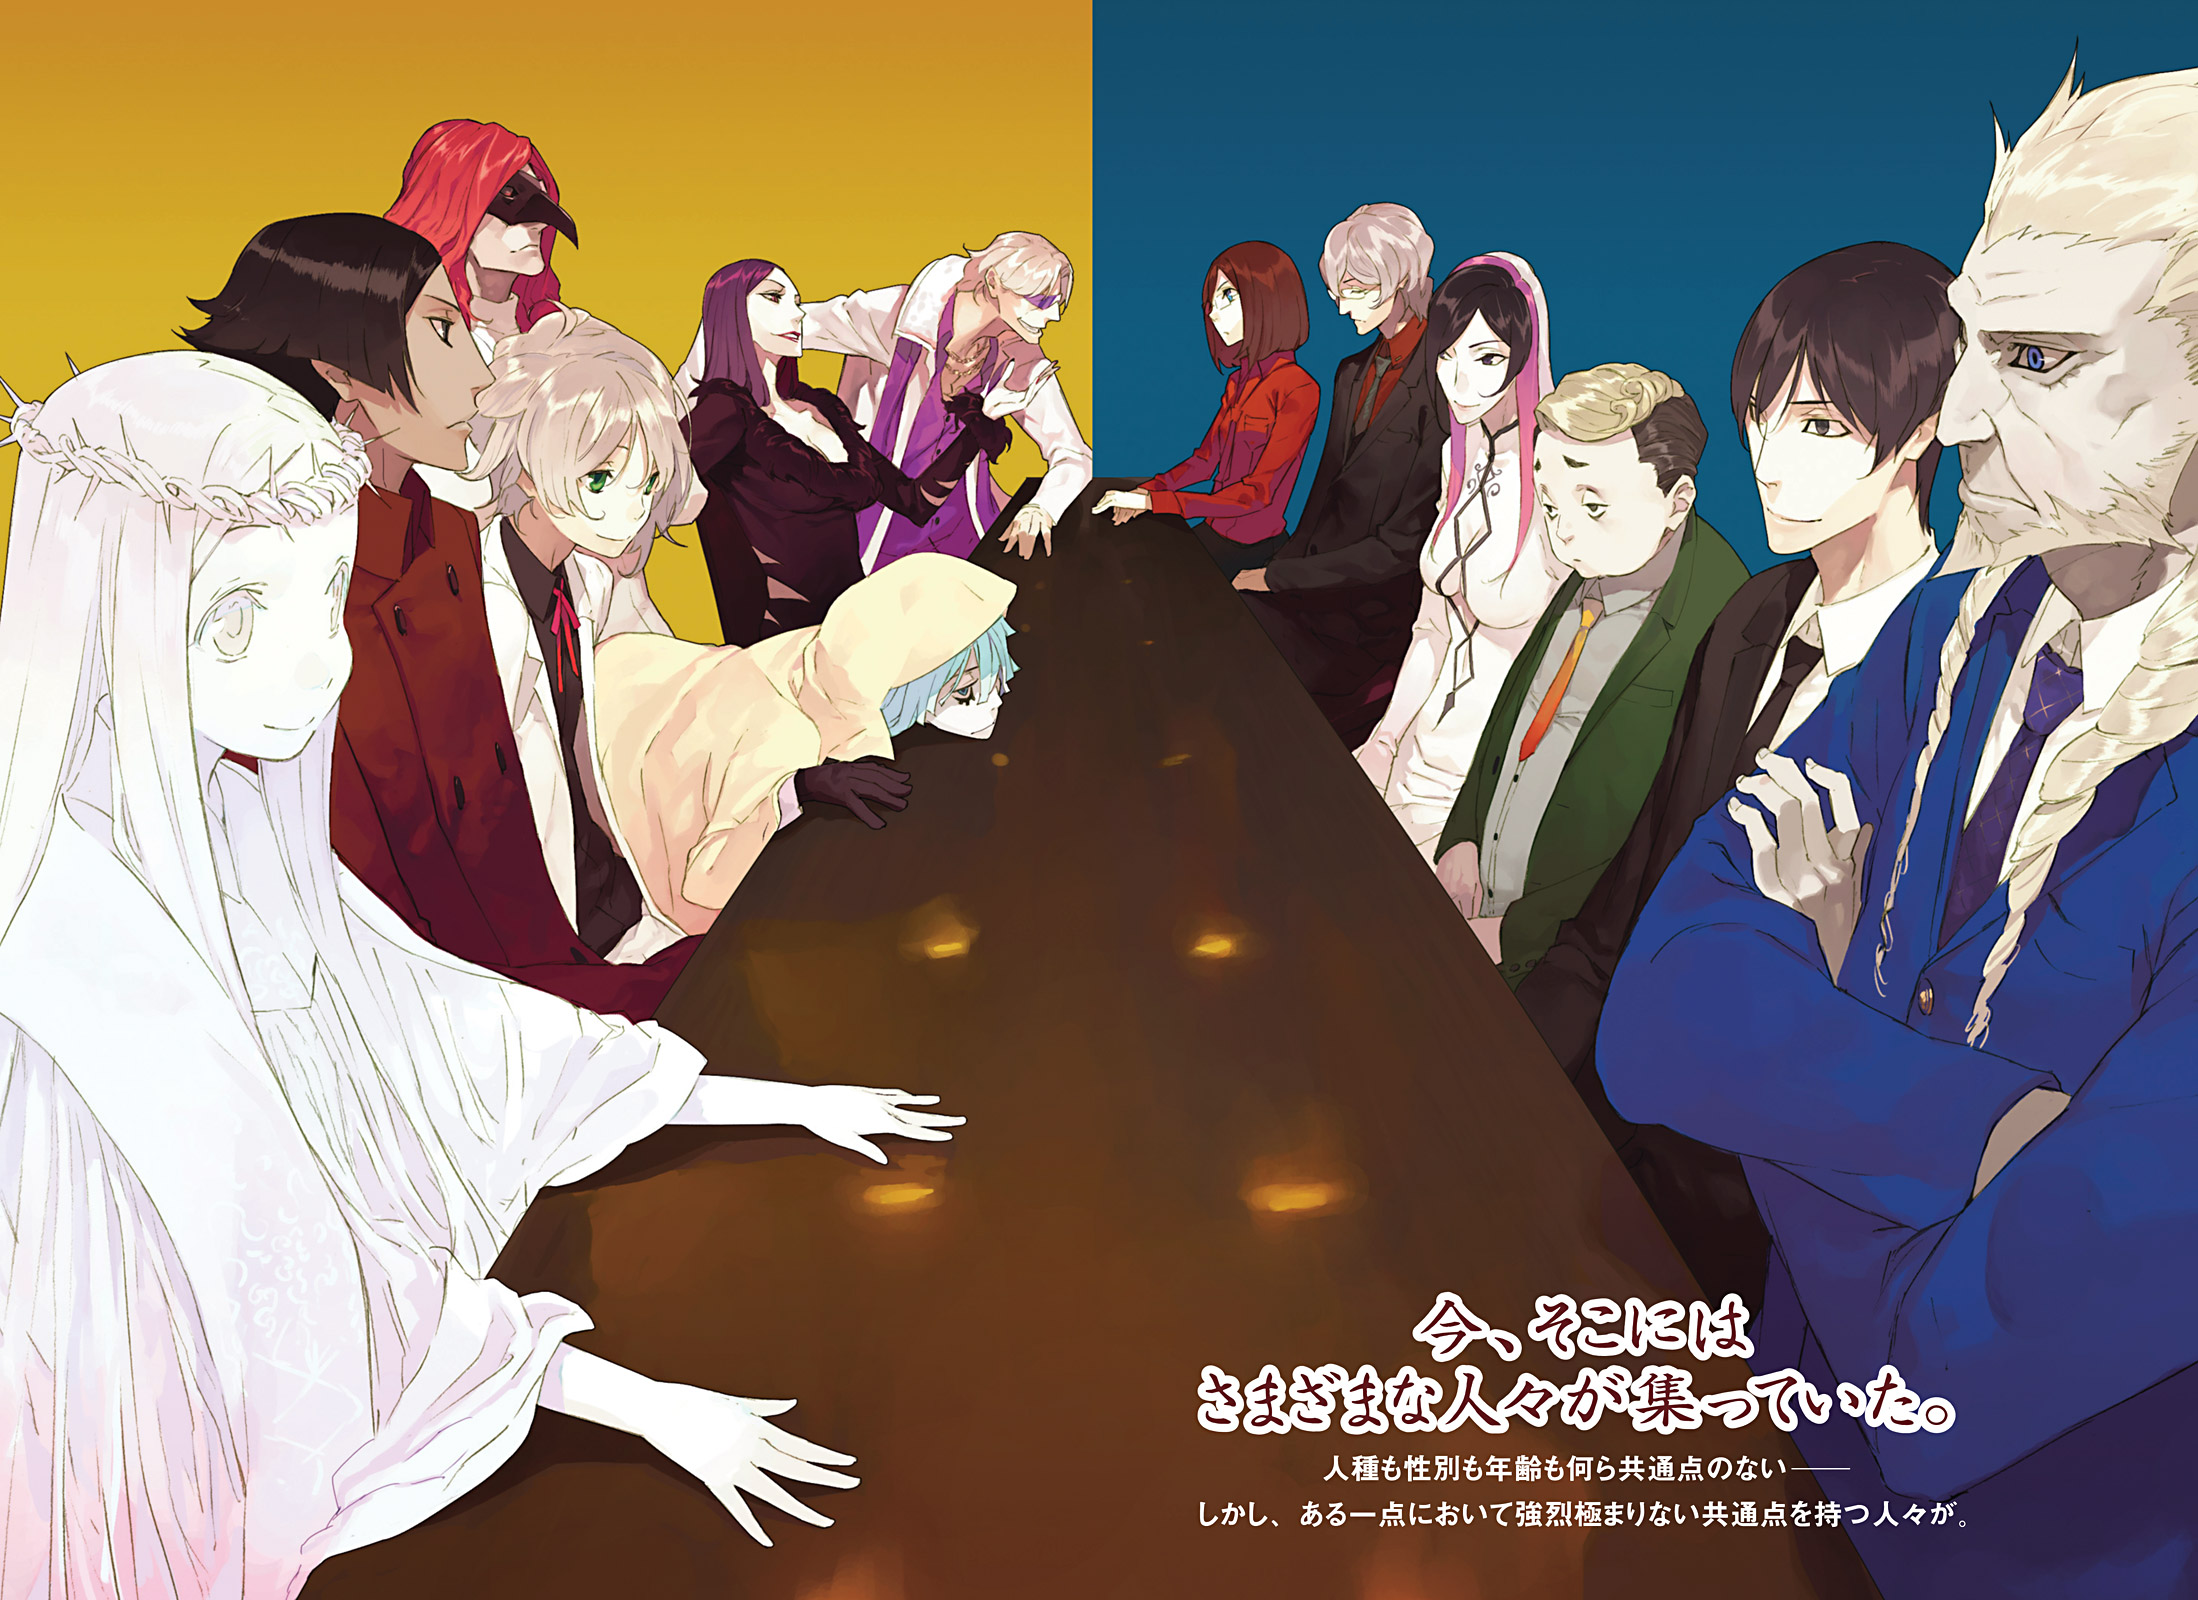 今、そこには
さまざまな人々が集っていた。
人種も性別も年齢も何ら共通点のない――
しかし、ある一点において強烈極まりない共通点を持つ人々が。